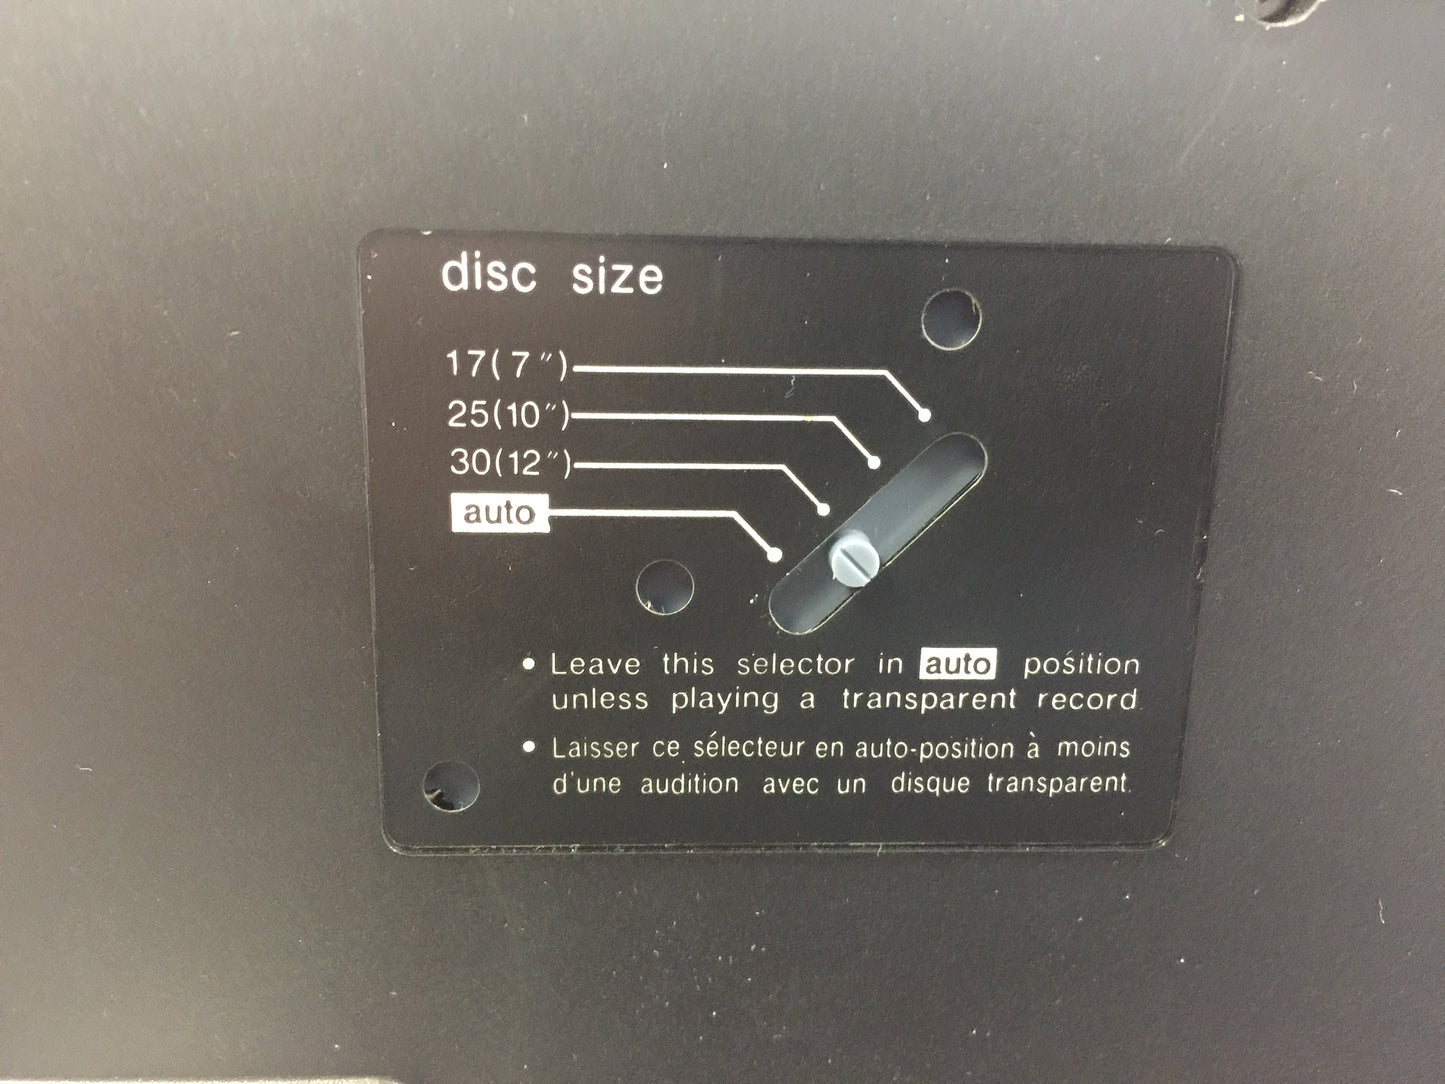 disc size
17(7″)
25(10″)
30(12″)
auto
• Leave this selector in auto position
unless playing a transparent record
• Laisser ce sélecteur en auto-position à moins
d'une audition avec un disque transparent.